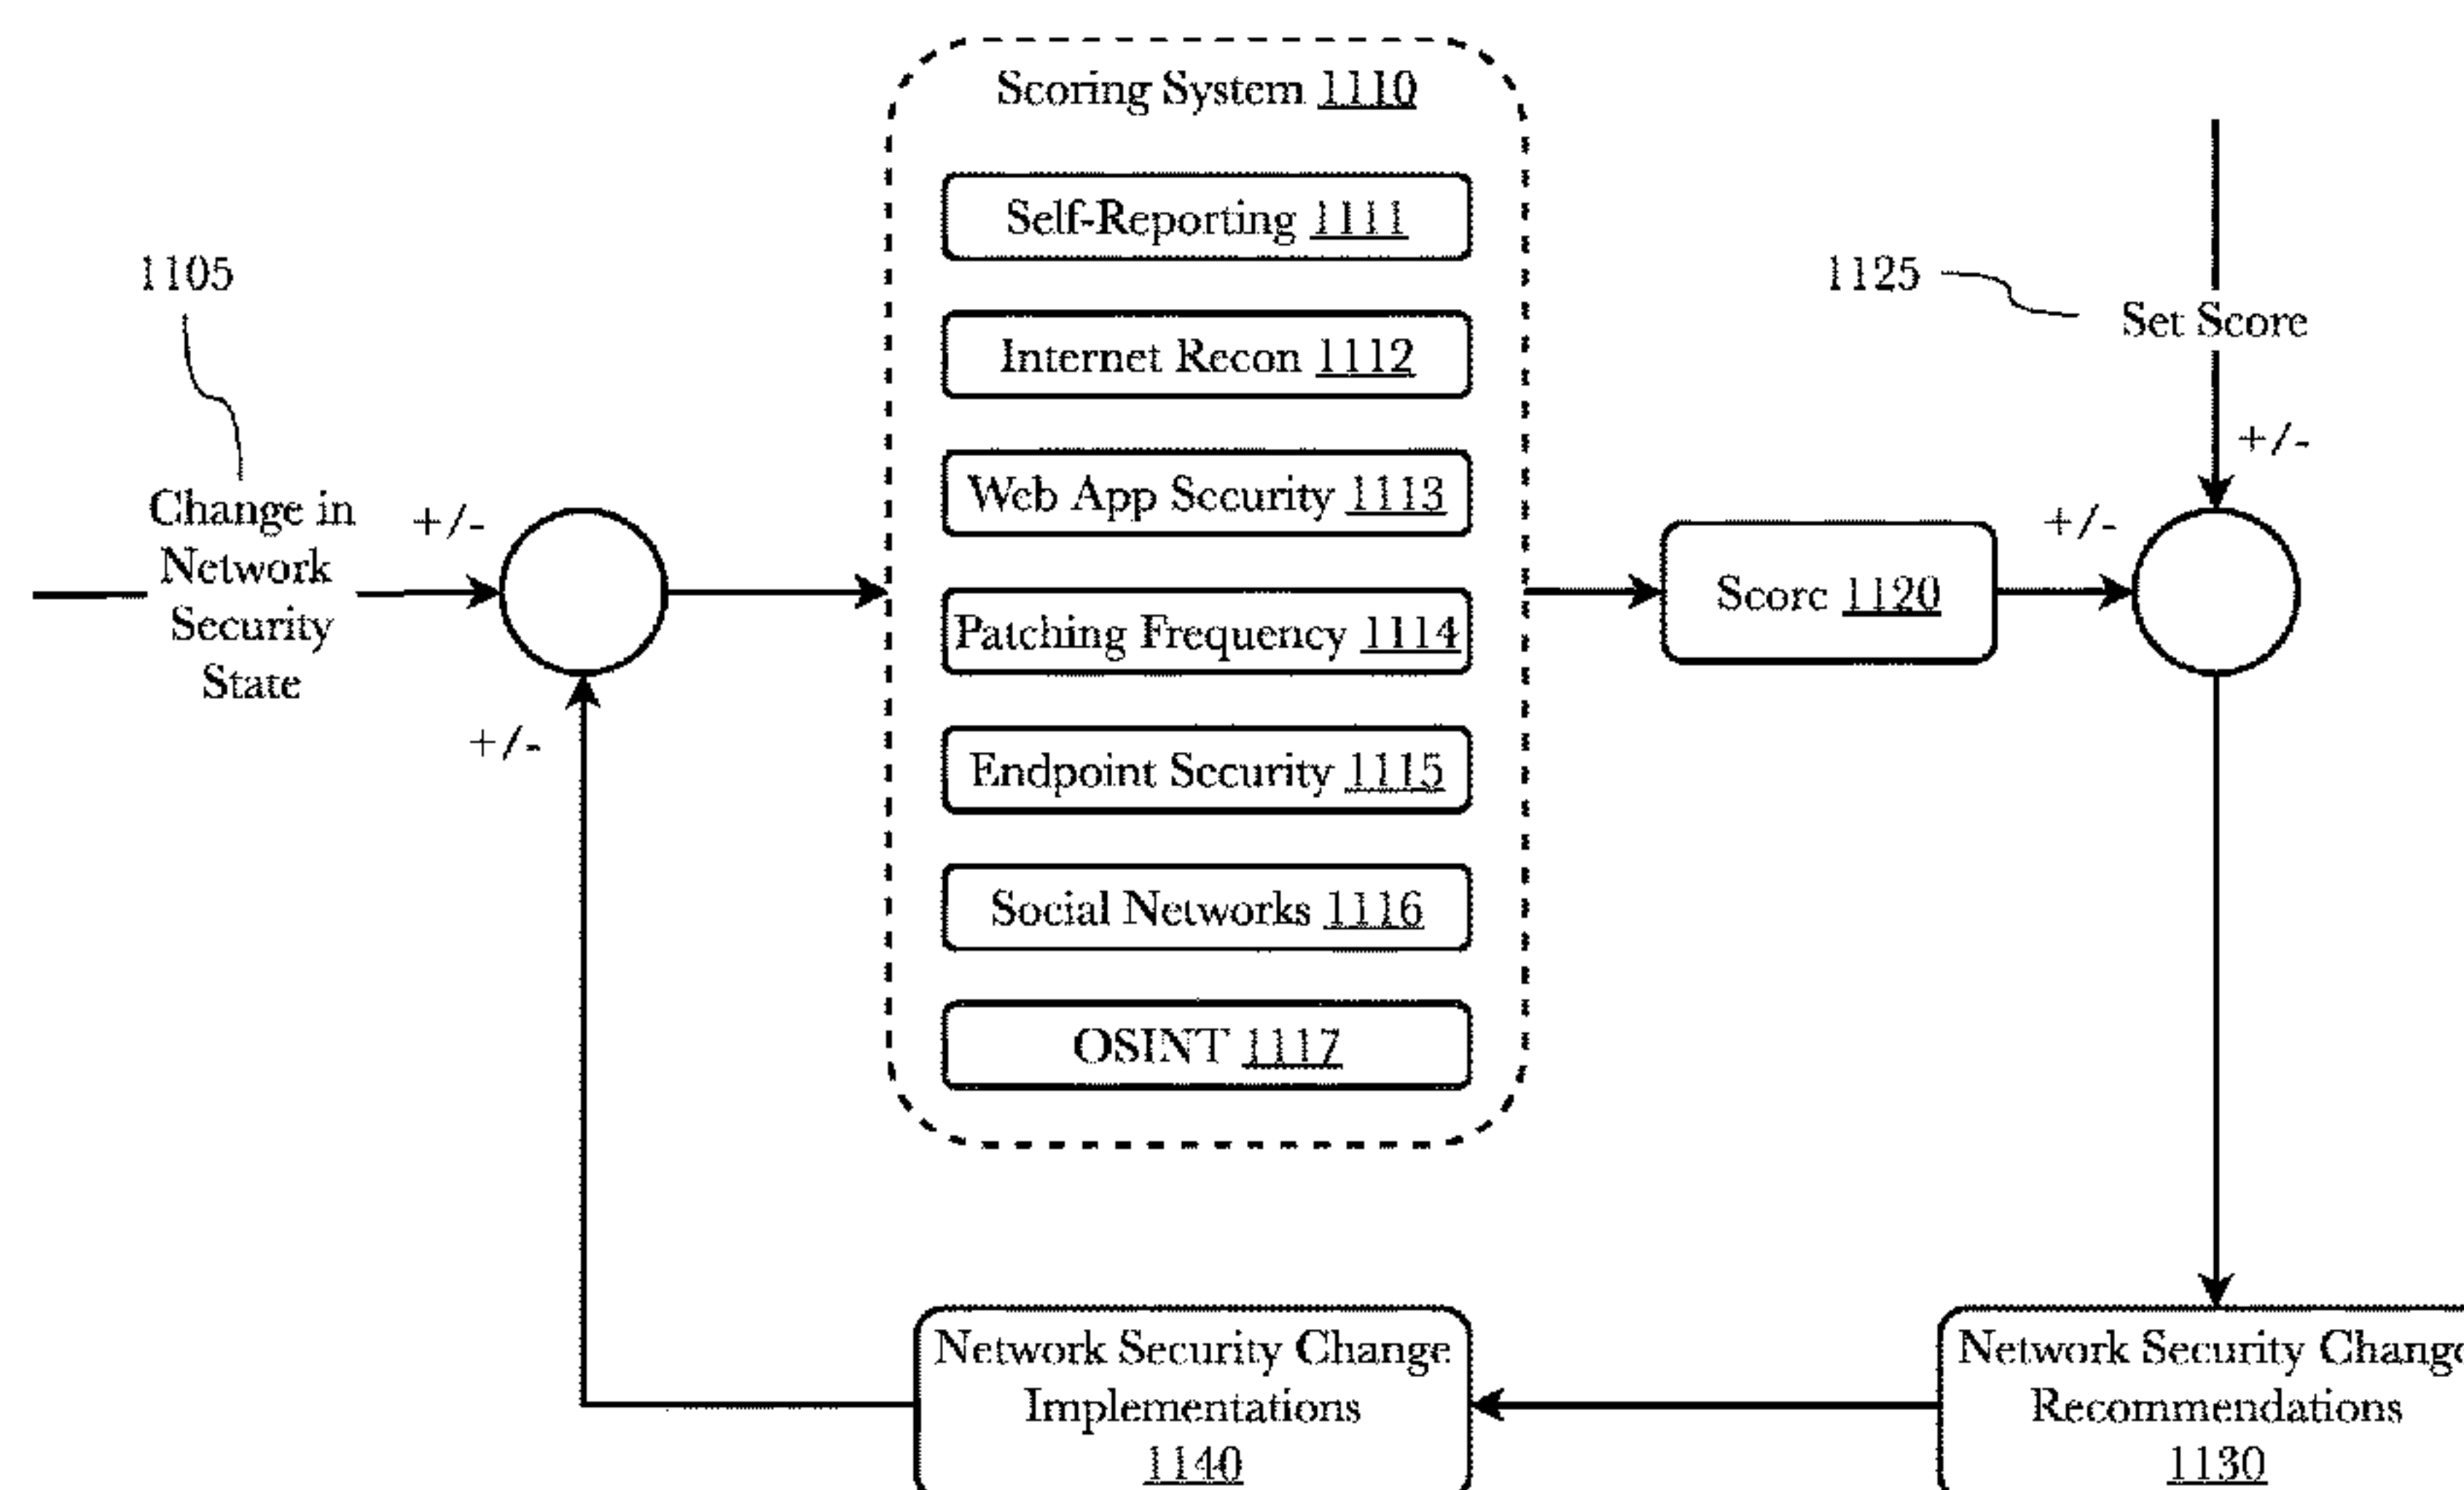 Scoring System 1110
Self-Reporting 1111
Internet Recon 1112
Web App Security 1113
Patching Frequency 1114
Endpoint Security 1115
Social Networks 1116
OSINT 1117
1105
Change in
Network
Security
State
+/-
+/-
Score 1120
1125
Set Score
+/-
+/-
Network Security Change
Implementations
1140
Network Security Change
Recommendations
1130